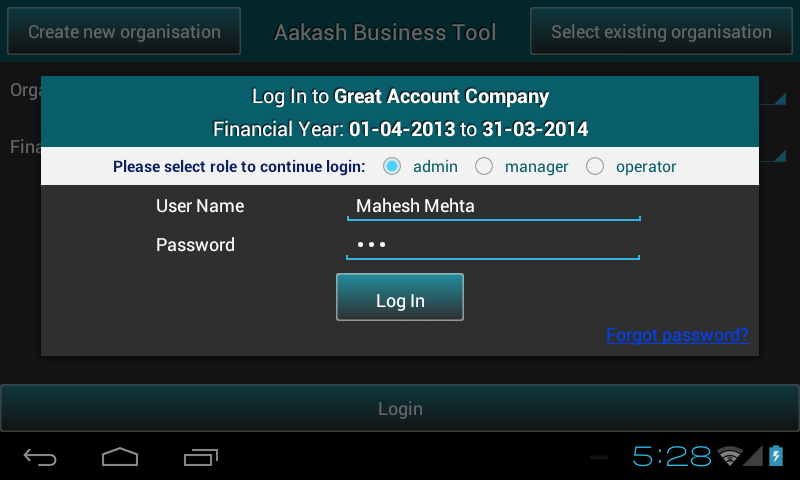 Create new organisation
Aakash Business Tool
Select existing organisation
Orga
Log In to Great Account Company
Financial Year: 01-04-2013 to 31-03-2014
Fina
Please select role to continue login: admin manager operator
User Name Mahesh Mehta
Password •••
Log In
Forgot password?
Login
5:28